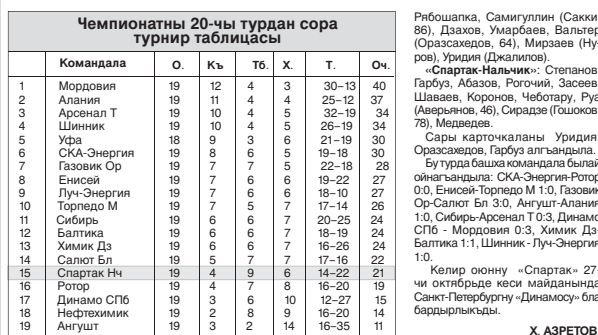 Чемпионатны 20-чы турдан сора
турнир таблицасы
Командала О. Къ Тб. Х. Т. Оч.
1 Мордовия 19 12 4 3 30–13 40
2 Алания 19 11 4 4 25–12 37
3 Арсенал Т 19 10 4 5 32–19 34
4 Шинник 19 10 4 5 26–19 34
5 Уфа 18 9 3 6 21–19 30
6 СКА-Энергия 19 8 6 5 19–18 30
7 Газовик Ор 19 7 7 5 22–18 28
8 Енисей 19 7 6 6 19–22 27
9 Луч-Энергия 19 7 6 6 18–10 27
10 Торпедо М 19 7 5 7 17–14 26
11 Сибирь 19 6 6 7 20–25 24
12 Балтика 19 6 6 7 18–19 24
13 Химик Дз 19 6 6 7 16–26 24
14 Салют Бл 19 5 7 7 17–16 22
15 Спартак Нч 19 4 9 6 14–22 21
16 Ротор 19 4 7 8 16–20 19
17 Динамо СПб 19 3 6 10 12–27 15
18 Нефтехимик 19 2 8 9 16–20 14
19 Ангушт 19 3 2 14 16–35 11
Рябошапка, Самигуллин (Сакки,
86), Дзахов, Умарбаев, Вальтер
(Оразсахедов, 64), Мирзаев (Ну-
ров), Уридия (Джалилов).
«Спартак-Нальчик»: Степанов,
Гарбуз, Абазов, Рогочий, Засеев,
Шаваев, Коронов, Чеботару, Руа
(Аверьянов, 46), Сирадзе (Гошоков,
78), Медведев.
Сары карточкаланы Уридия,
Оразсахедов, Гарбуз алгъандыла.
Бу турда башха командала былай
ойнагъандыла: СКА-Энергия-Ротор
0:0, Енисей-Торпедо М 1:0, Газовик
Ор-Салют Бл 3:0, Ангушт-Алания
1:0, Сибирь-Арсенал Т 0:3, Динамо
СПб - Мордовия 0:3, Химик Дз-
Балтика 1:1, Шинник - Луч-Энергия
1:0.
Келир оюнну «Спартак» 27-
чи октябрьде кеси майданында
Санкт-Петербургну «Динамосу» бла
бардырлыкъды.
Х. АЗРЕТОВ